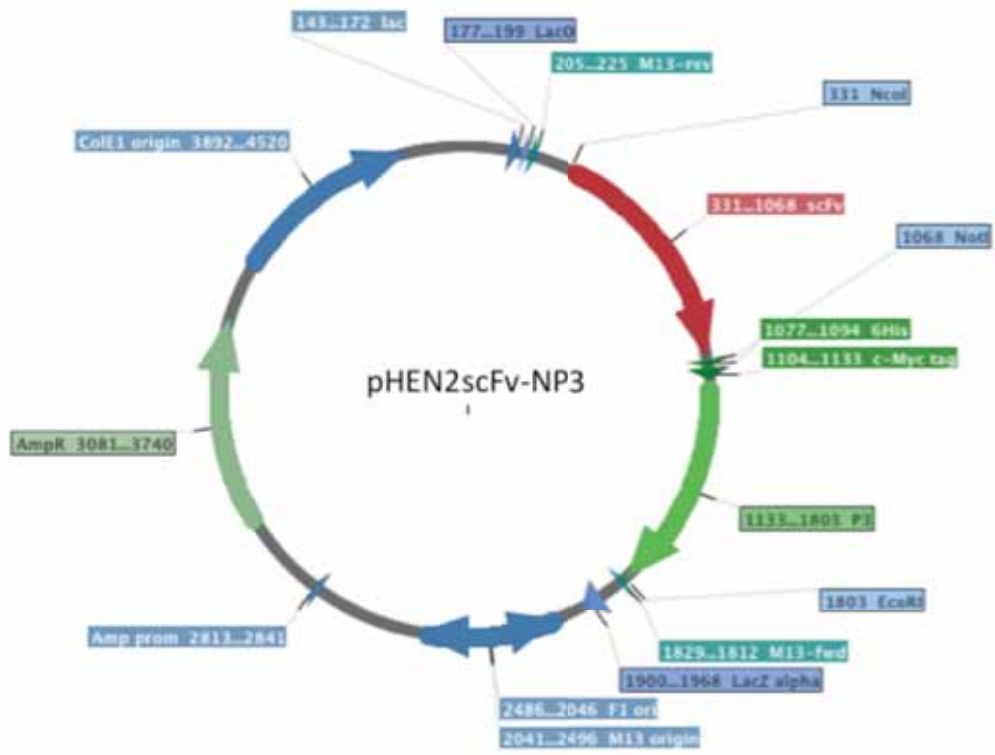 143...172 lac
177...199 LacO
205...225 M13-rev
331 NcoI
ColE1 origin 3892...4520
331...1068 scFv
1068 NotI
1077...1094 6His
1104...1133 c-Myc tag
pHEN2scFv-NP3
AmpR 3081...3740
1133...1803 P3
1803 EcoRI
Amp prom 2813...2841
1829...1812 M13-fwd
1900...1968 LacZ alpha
2486...2046 F1 ori
2041...2496 M13 origin